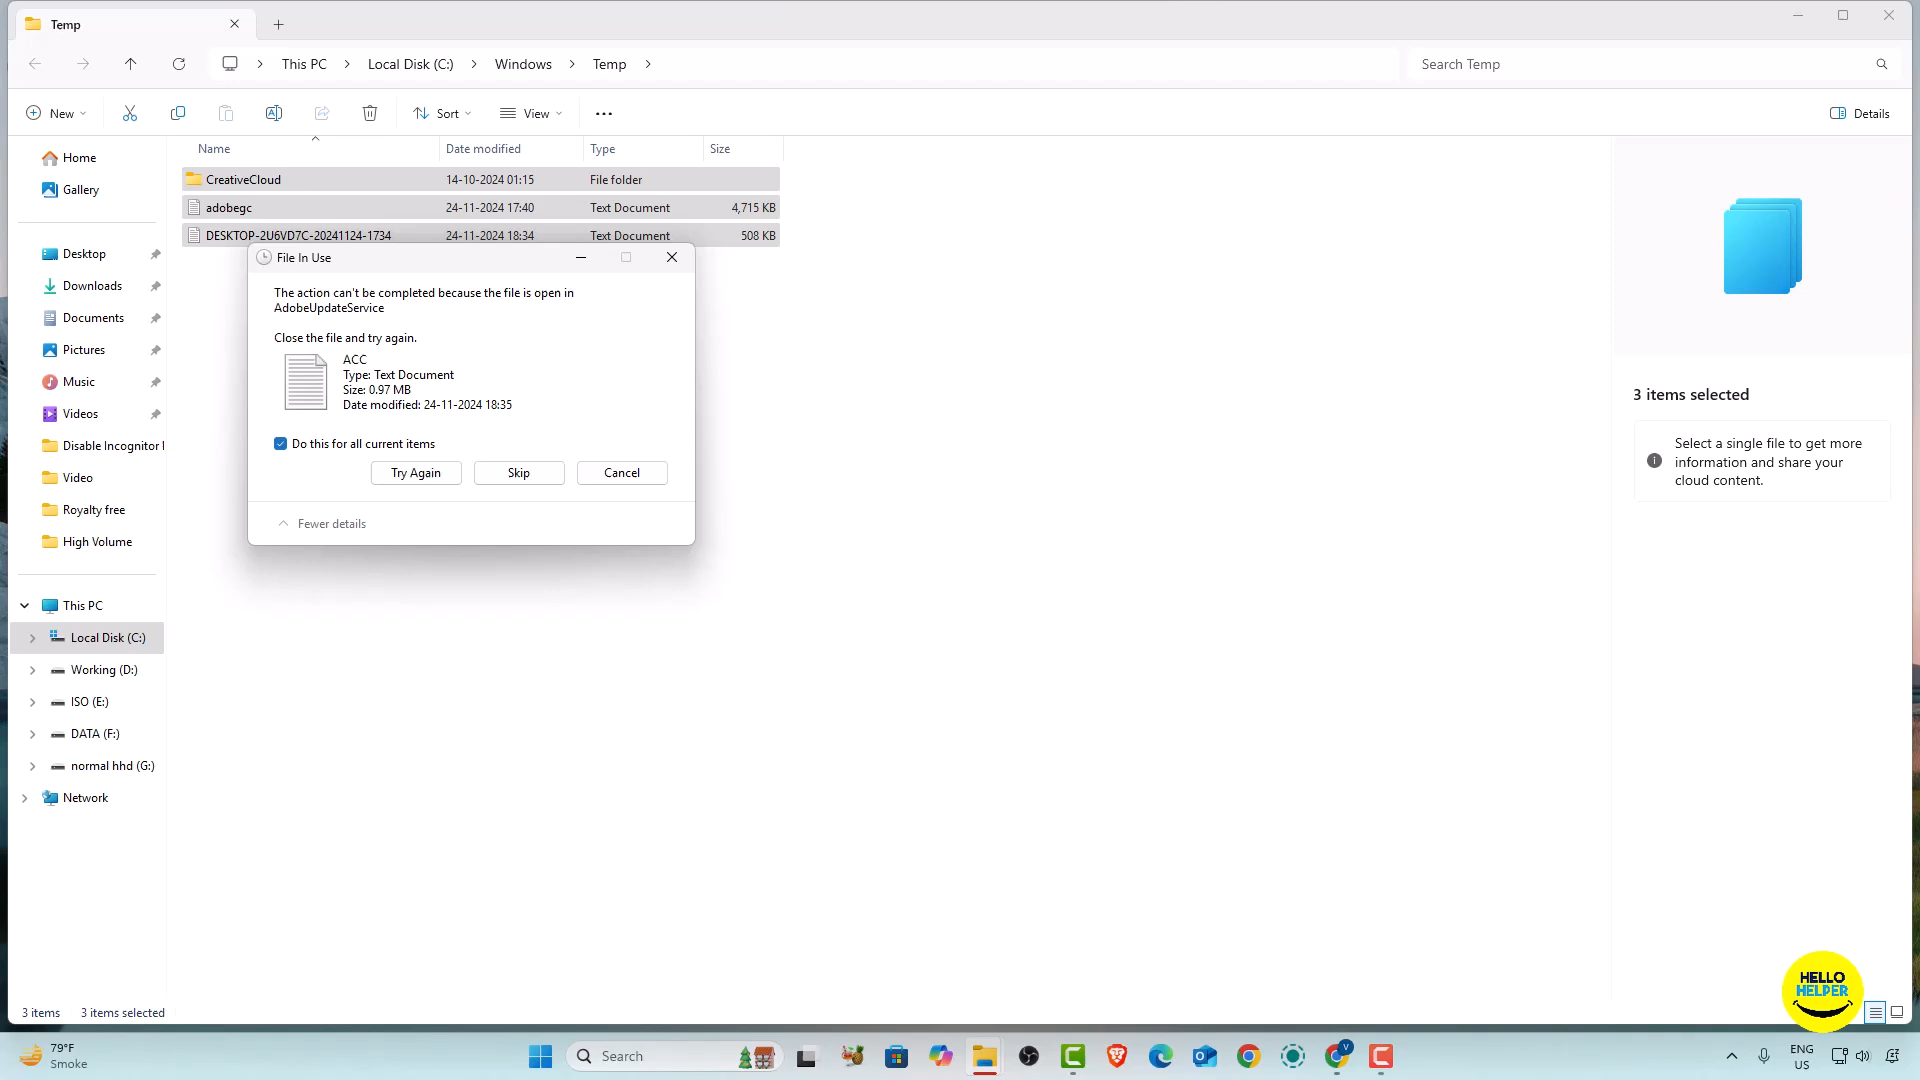 Temp
This PC
Local Disk (C:)
Windows
Temp
Search Temp
New
Sort
View
Details
Name
Date modified
Type
Size
Home
Gallery
CreativeCloud
14-10-2024 01:15
File folder
adobegc
24-11-2024 17:40
Text Document
4,715 KB
DESKTOP-2U6VD7C-20241124-1734
24-11-2024 18:34
Text Document
508 KB
Desktop
Downloads
Documents
Pictures
Music
Videos
Disable Incognitor
Video
Royalty free
High Volume
This PC
Local Disk (C:)
Working (D:)
ISO (E:)
DATA (F:)
normal hhd (G:)
Network
File In Use
The action can't be completed because the file is open in
AdobeUpdateService
Close the file and try again.
ACC
Type: Text Document
Size: 0.97 MB
Date modified: 24-11-2024 18:35
Do this for all current items
Try Again
Skip
Cancel
Fewer details
3 items selected
Select a single file to get more
information and share your
cloud content.
HELLO
HELPER
3 items
3 items selected
79°F
Smoke
Search
V
ENG
US